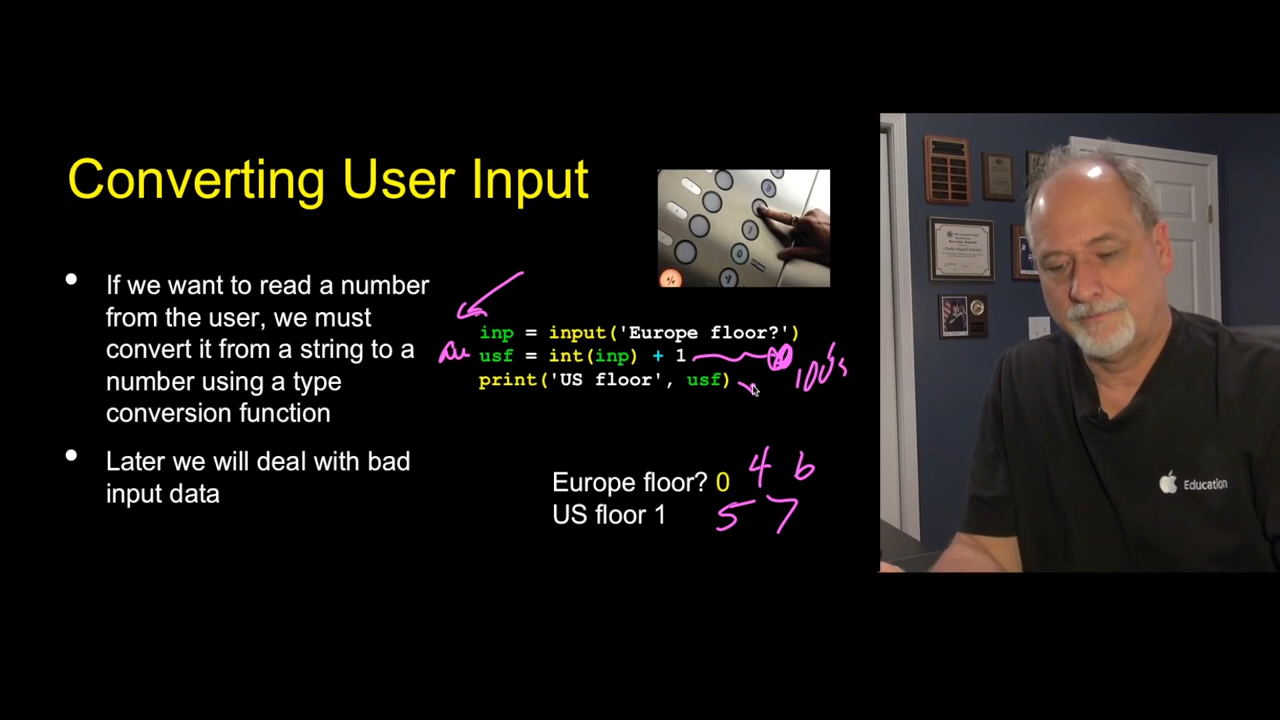 Converting User Input
• If we want to read a number
from the user, we must
convert it from a string to a
number using a type
conversion function
• Later we will deal with bad
input data
inp = input('Europe floor?')
usf = int(inp) + 1
print('US floor', usf)
100's
Europe floor? 0 4 6
US floor 1 5 7
Education